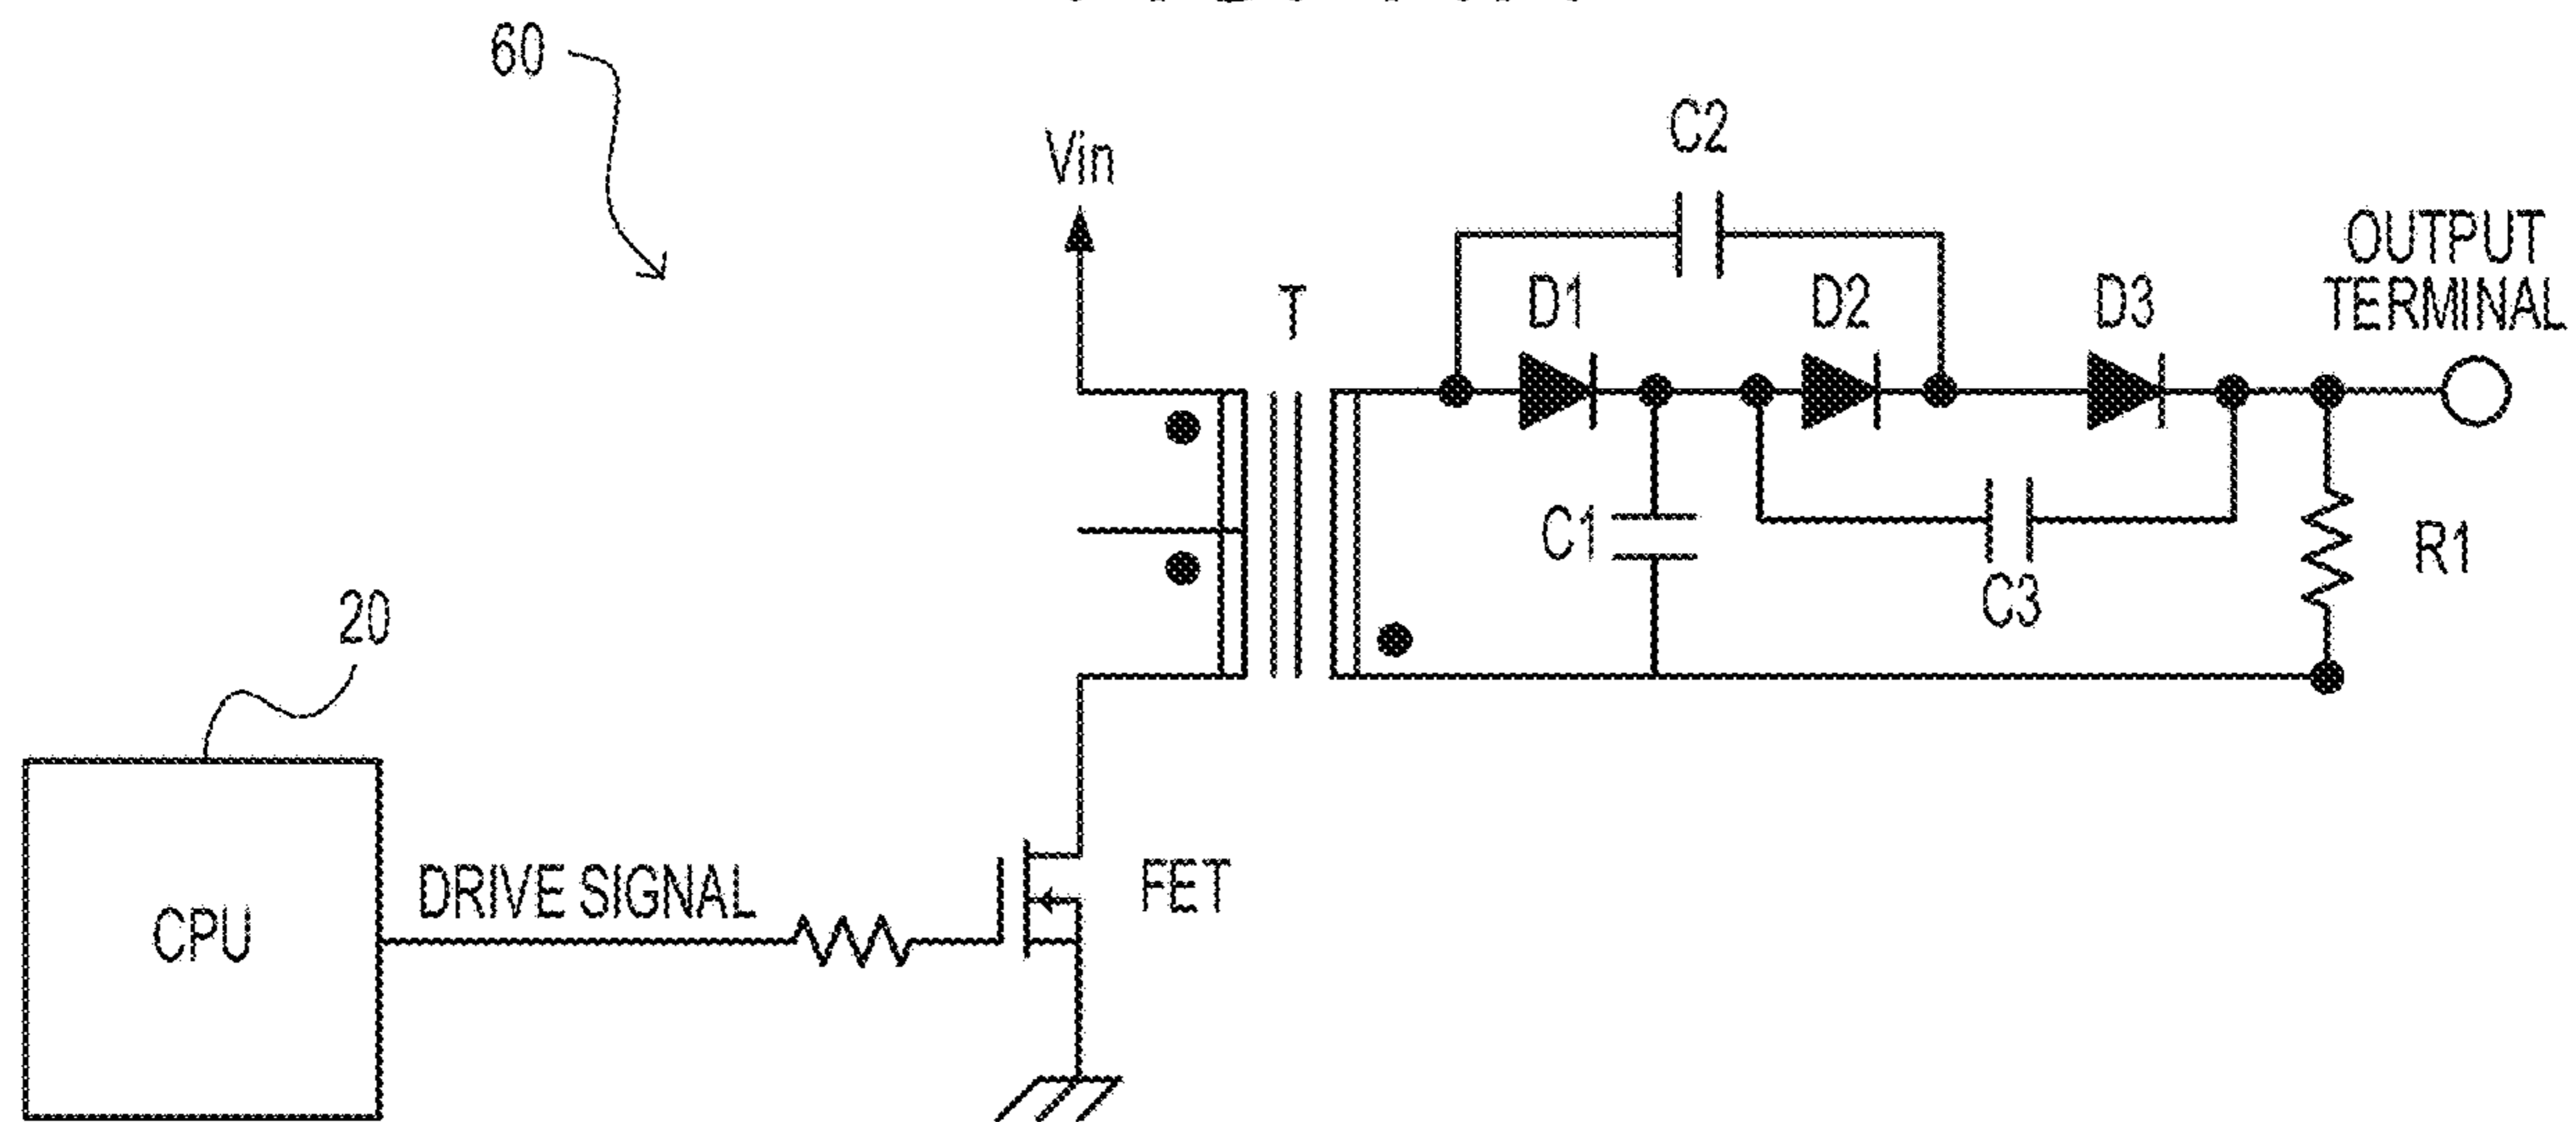 60
Vin
C2
T
D1
D2
D3
OUTPUT
TERMINAL
C1
C3
R1
20
CPU
DRIVE SIGNAL
FET